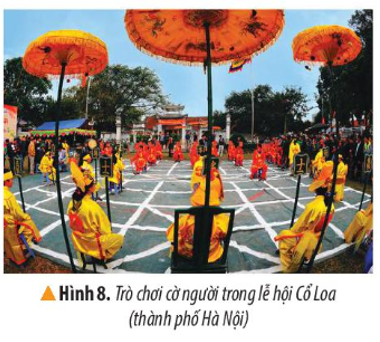 Hình 8. Trò chơi cờ người trong lễ hội Cổ Loa
(thành phố Hà Nội)